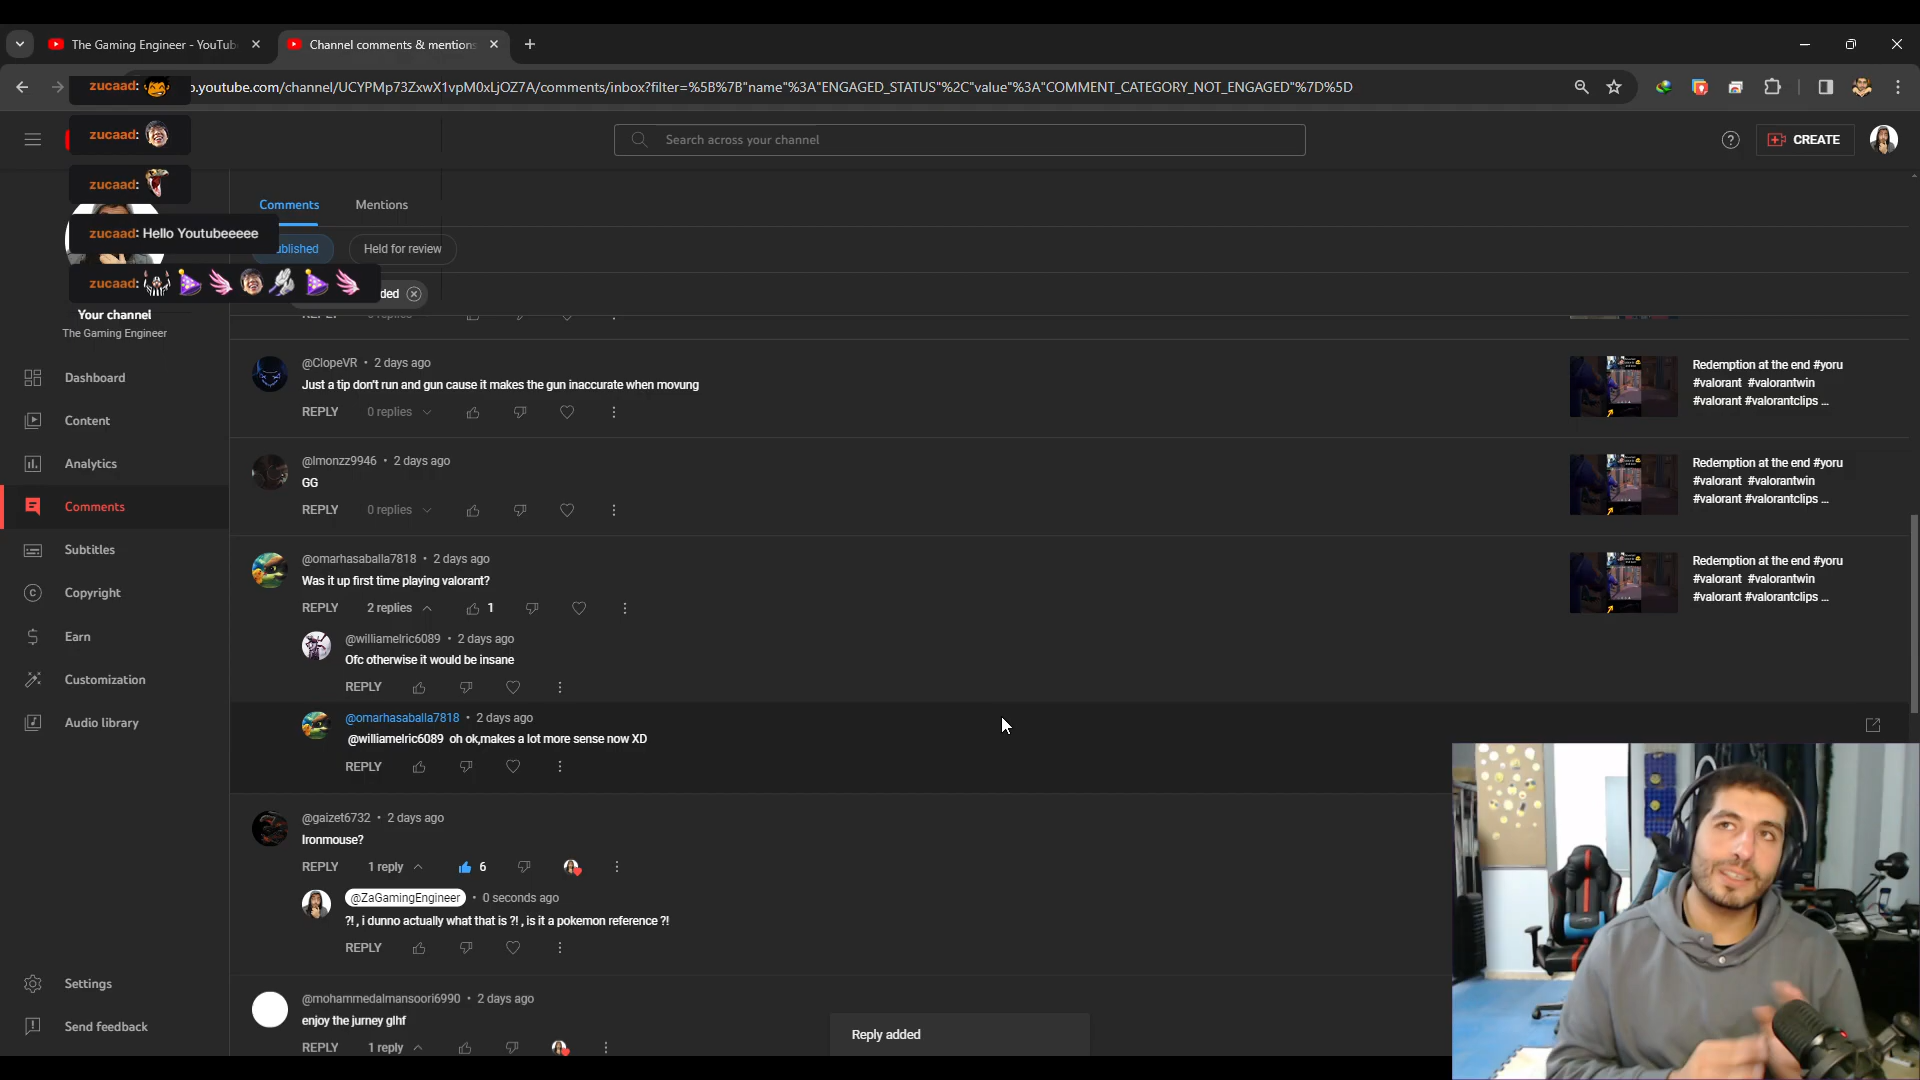 The Gaming Engineer - YouTub
Channel comments & mentions
zucaad:
o.youtube.com/channel/UCYPMp73ZxwX1vpM0xLjOZ7A/comments/inbox?filter=%5B%7B"name"%3A"ENGAGED_STATUS"%2C"value"%3A"COMMENT_CATEGORY_NOT_ENGAGED"%7D%5D
zucaad:
Search across your channel
CREATE
zucaad:
Comments
Mentions
zucaad: Hello Youtubeeeee
ublished
Held for review
zucaad:
ded
Your channel
The Gaming Engineer
Dashboard
Content
Analytics
Comments
Subtitles
Copyright
Earn
Customization
Audio library
Settings
Send feedback
@ClopeVR • 2 days ago
Just a tip don't run and gun cause it makes the gun inaccurate when movung
REPLY 0 replies
Redemption at the end #yoru
#valorant #valorantwin
#valorant #valorantclips ...
@lmonzz9946 • 2 days ago
GG
REPLY 0 replies
Redemption at the end #yoru
#valorant #valorantwin
#valorant #valorantclips ...
@omarhasaballa7818 • 2 days ago
Was it up first time playing valorant?
REPLY 2 replies 1
Redemption at the end #yoru
#valorant #valorantwin
#valorant #valorantclips ...
@williamelric6089 • 2 days ago
Ofc otherwise it would be insane
REPLY
@omarhasaballa7818 • 2 days ago
@williamelric6089 oh ok,makes a lot more sense now XD
REPLY
@gaizet6732 • 2 days ago
Ironmouse?
REPLY 1 reply 6
@ZaGamingEngineer • 0 seconds ago
?! , i dunno actually what that is ?! , is it a pokemon reference ?!
REPLY
@mohammedalmansoori6990 • 2 days ago
enjoy the jurney glhf
REPLY 1 reply
Reply added